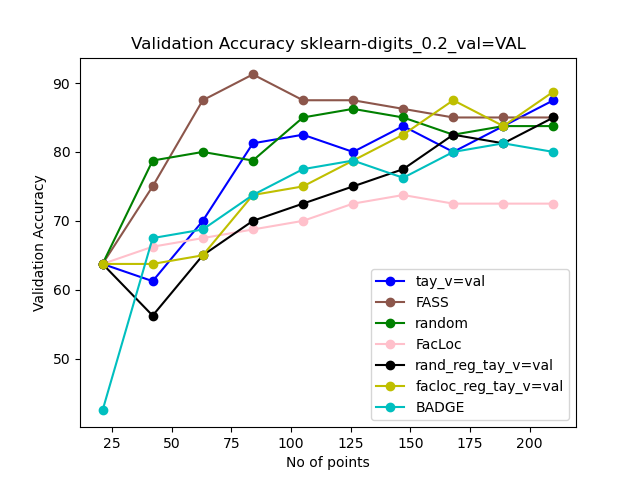 Validation Accuracy sklearn-digits_0.2_val=VAL
Validation Accuracy
90
80
70
60
50
25
50
75
100
125
150
175
200
No of points
tay_v=val
FASS
random
FacLoc
rand_reg_tay_v=val
facloc_reg_tay_v=val
BADGE